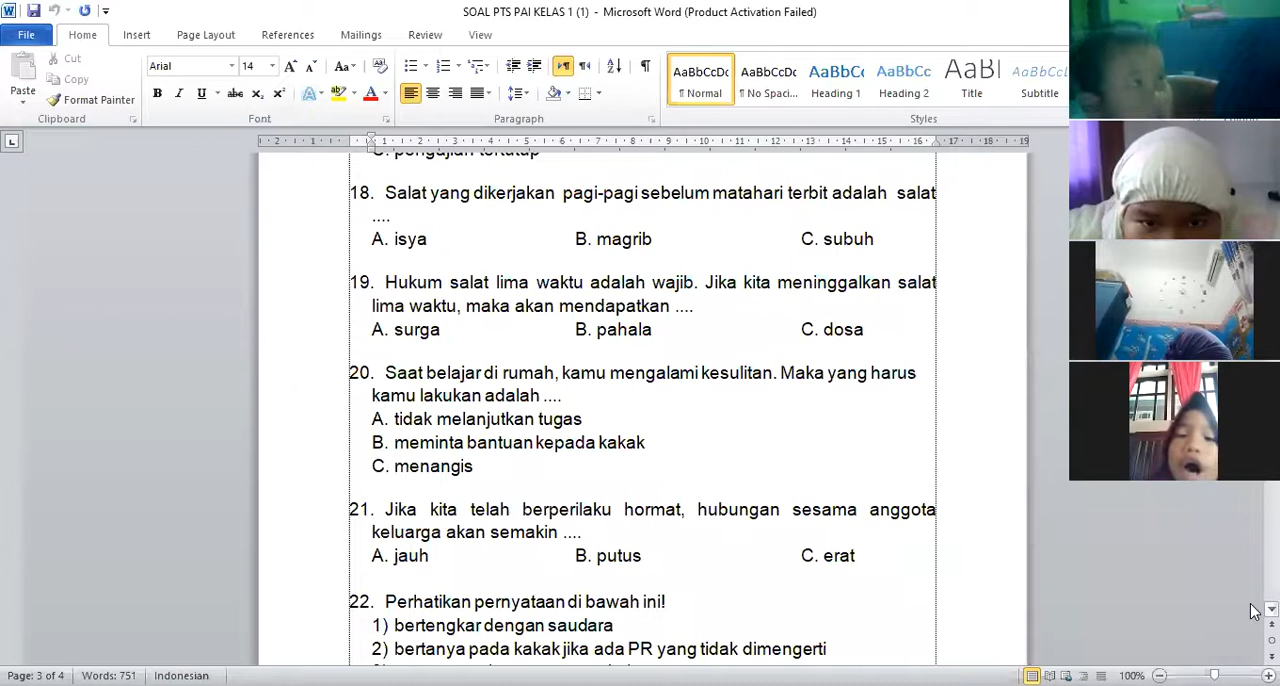 SOAL PTS PAI KELAS 1 (1) - Microsoft Word (Product Activation Failed)
File Home Insert Page Layout References Mailings Review View
Cut
Copy
Paste
Format Painter
Clipboard
Arial 14
Font
Paragraph
AaBbCcDc AaBbCcDc AaBbCc AaBbCc AaBl AaBbCcL
¶ Normal ¶ No Spaci... Heading 1 Heading 2 Title Subtitle
Styles
18. Salat yang dikerjakan pagi-pagi sebelum matahari terbit adalah salat
....
A. isya B. magrib C. subuh
19. Hukum salat lima waktu adalah wajib. Jika kita meninggalkan salat
lima waktu, maka akan mendapatkan ....
A. surga B. pahala C. dosa
20. Saat belajar di rumah, kamu mengalami kesulitan. Maka yang harus
kamu lakukan adalah ....
A. tidak melanjutkan tugas
B. meminta bantuan kepada kakak
C. menangis
21. Jika kita telah berperilaku hormat, hubungan sesama anggota
keluarga akan semakin ....
A. jauh B. putus C. erat
22. Perhatikan pernyataan di bawah ini!
1) bertengkar dengan saudara
2) bertanya pada kakak jika ada PR yang tidak dimengerti
Page: 3 of 4 Words: 751 Indonesian 100%